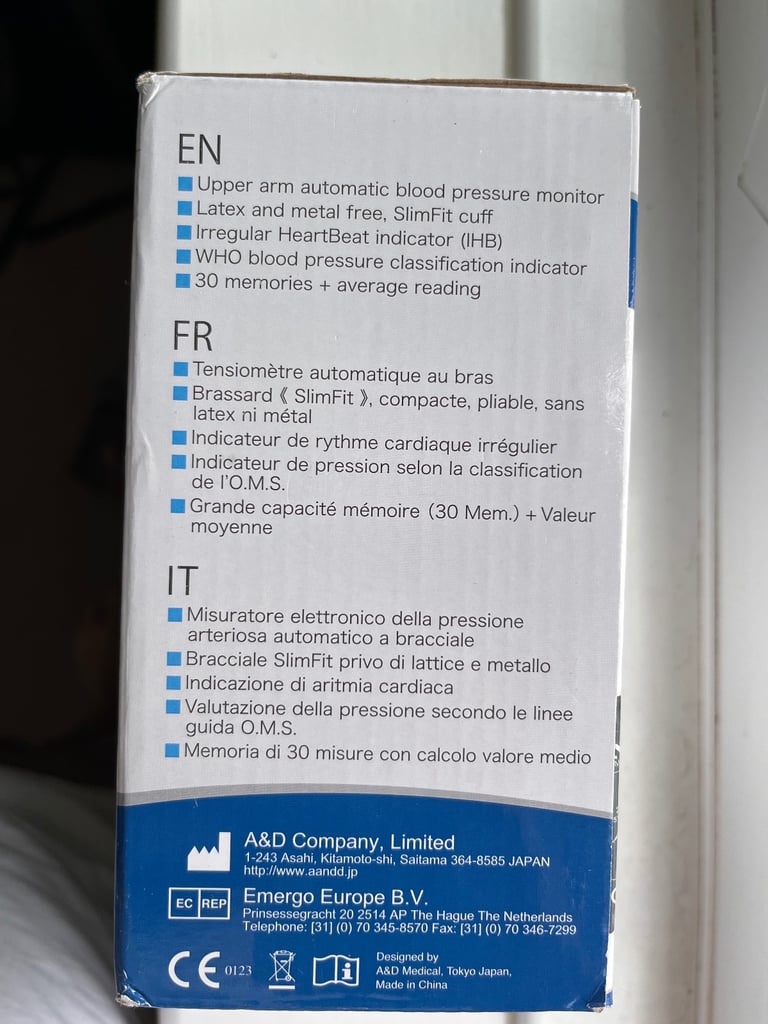 EN
Upper arm automatic blood pressure monitor
Latex and metal free, SlimFit cuff
Irregular HeartBeat indicator (IHB)
WHO blood pressure classification indicator
30 memories + average reading
FR
Tensiomètre automatique au bras
Brassard 《 SlimFit 》, compacte, pliable, sans
latex ni métal
Indicateur de rythme cardiaque irrégulier
Indicateur de pression selon la classification
de l'O.M.S.
Grande capacité mémoire (30 Mem.) + Valeur
moyenne
IT
Misuratore elettronico della pressione
arteriosa automatico a bracciale
Bracciale SlimFit privo di lattice e metallo
Indicazione di aritmia cardiaca
Valutazione della pressione secondo le linee
guida O.M.S.
Memoria di 30 misure con calcolo valore medio
A&D Company, Limited
1-243 Asahi, Kitamoto-shi, Saitama 364-8585 JAPAN
http://www.aandd.jp
EC REP
Emergo Europe B.V.
Prinsessegracht 20 2514 AP The Hague The Netherlands
Telephone: [31] (0) 70 345-8570 Fax: [31] (0) 70 346-7299
CE 0123
Designed by
A&D Medical, Tokyo Japan,
Made in China